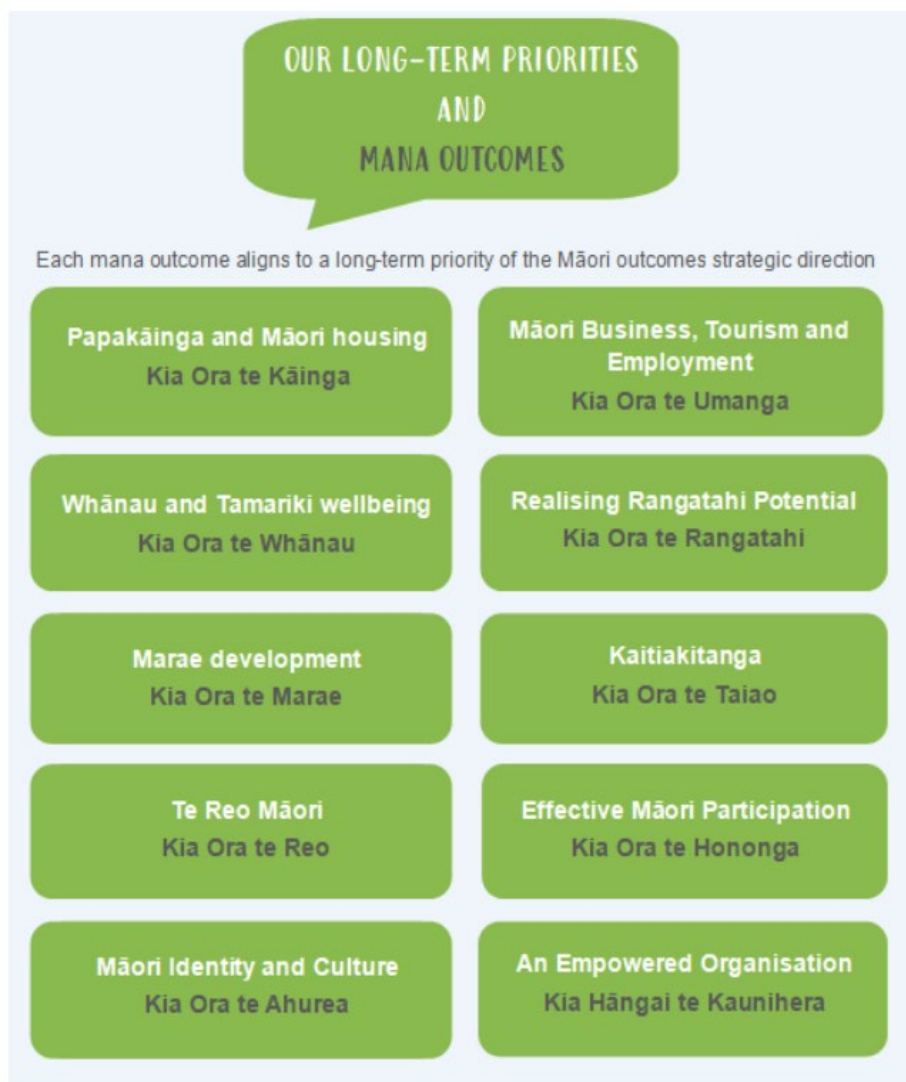 OUR LONG-TERM PRIORITIES
AND
MANA OUTCOMES
Each mana outcome aligns to a long-term priority of the Māori outcomes strategic direction
Papakāinga and Māori housing
Kia Ora te Kāinga
Māori Business, Tourism and
Employment
Kia Ora te Umanga
Whānau and Tamariki wellbeing
Kia Ora te Whānau
Realising Rangatahi Potential
Kia Ora te Rangatahi
Marae development
Kia Ora te Marae
Kaitiakitanga
Kia Ora te Taiao
Te Reo Māori
Kia Ora te Reo
Effective Māori Participation
Kia Ora te Hononga
Māori Identity and Culture
Kia Ora te Ahurea
An Empowered Organisation
Kia Hāngai te Kaunihera